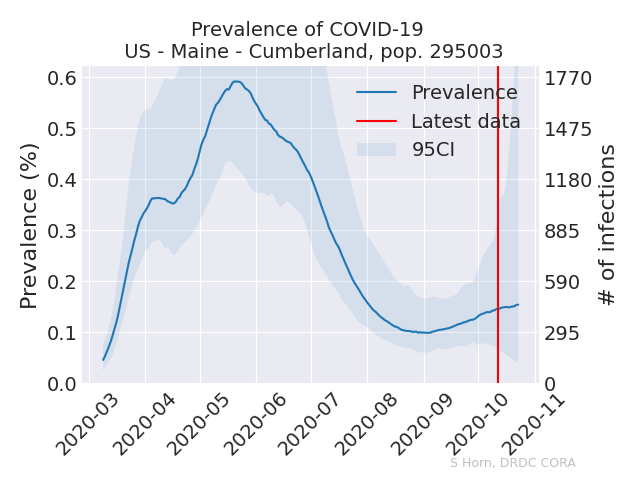 Prevalence of COVID-19
US - Maine - Cumberland, pop. 295003
Prevalence (%)
0.6
0.5
0.4
0.3
0.2
0.1
0.0
Prevalence
Latest data
95CI
1770
1475
1180
885
590
295
0
# of infections
2020-03
2020-04
2020-05
2020-06
2020-07
2020-08
2020-09
2020-10
2020-11
S Horn, DRDC CORA